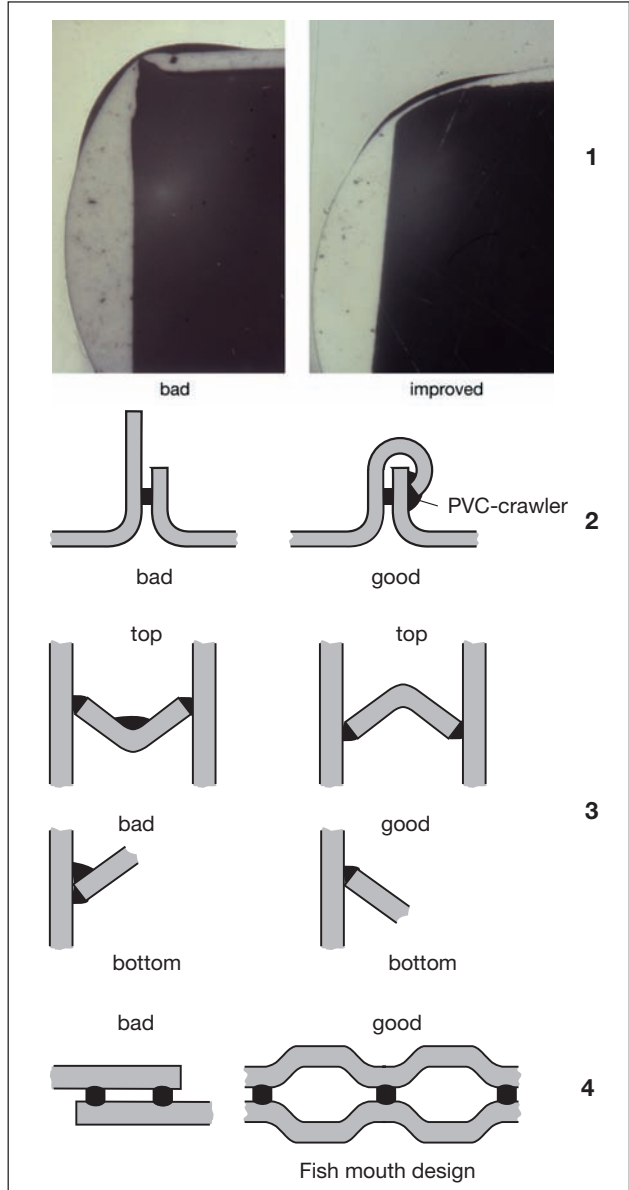 1
bad improved
PVC-crawler
2
bad good
top top
bad good
3
bottom bottom
bad good
4
Fish mouth design